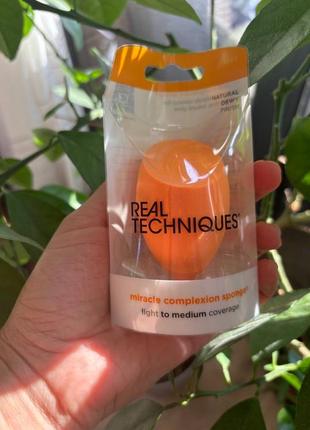 NATURAL
DEWY
REAL
TECHNIQUES
miracle complexion sponge
light to medium coverage